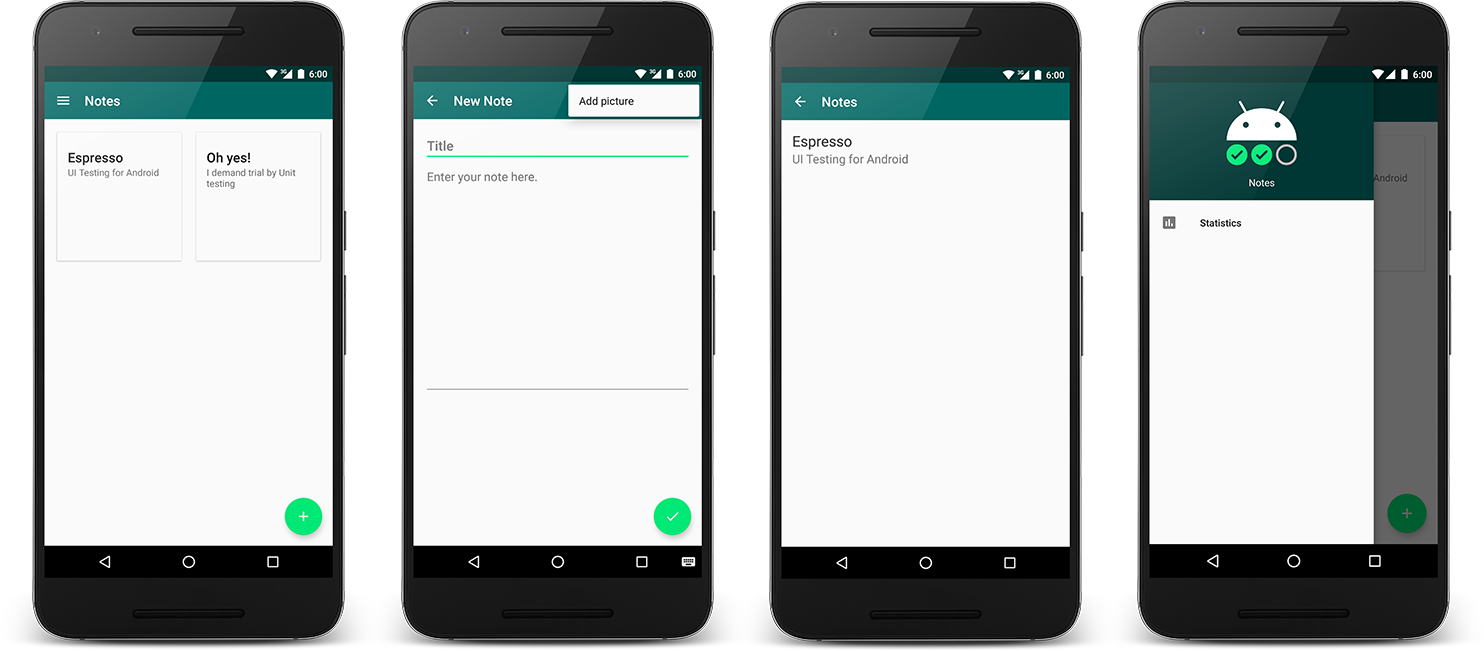 6:00
Notes
Espresso
UI Testing for Android
Oh yes!
I demand trial by Unit
testing
3G 6:00
New Note
Add picture
Title
Enter your note here.
3G 6:00
Notes
Espresso
UI Testing for Android
6:00
Notes
Android
Statistics